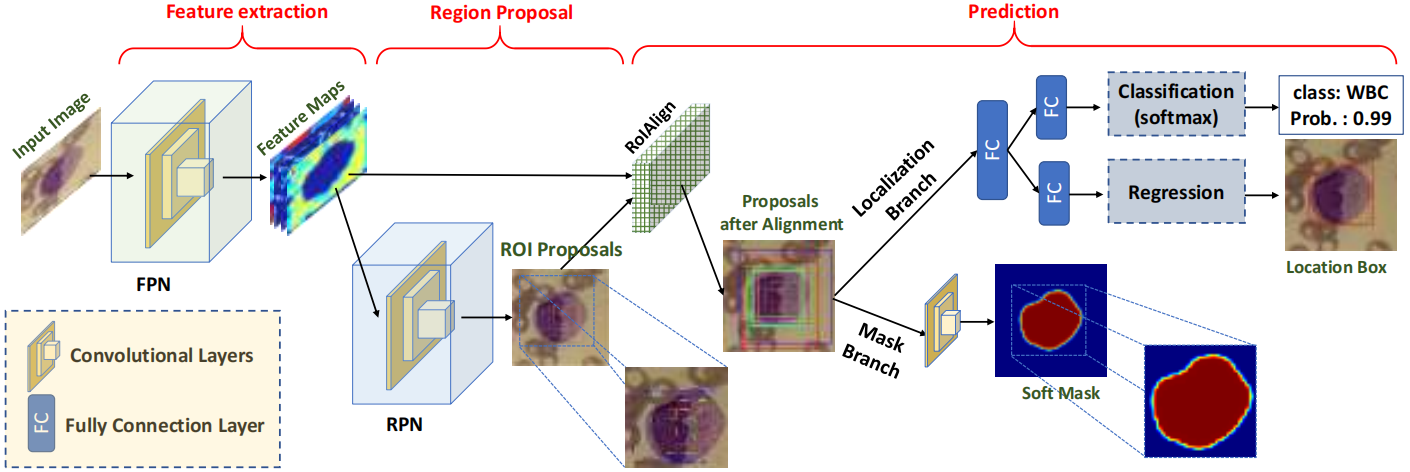 Feature extraction
Region Proposal
Prediction
Input Image
Feature Maps
FPN
RPN
ROI Proposals
RoIAlign
Proposals
after Alignment
Localization
Branch
Mask
Branch
FC
FC
FC
Classification
(softmax)
Regression
class: WBC
Prob. : 0.99
Location Box
Soft Mask
Convolutional Layers
FC
Fully Connection Layer